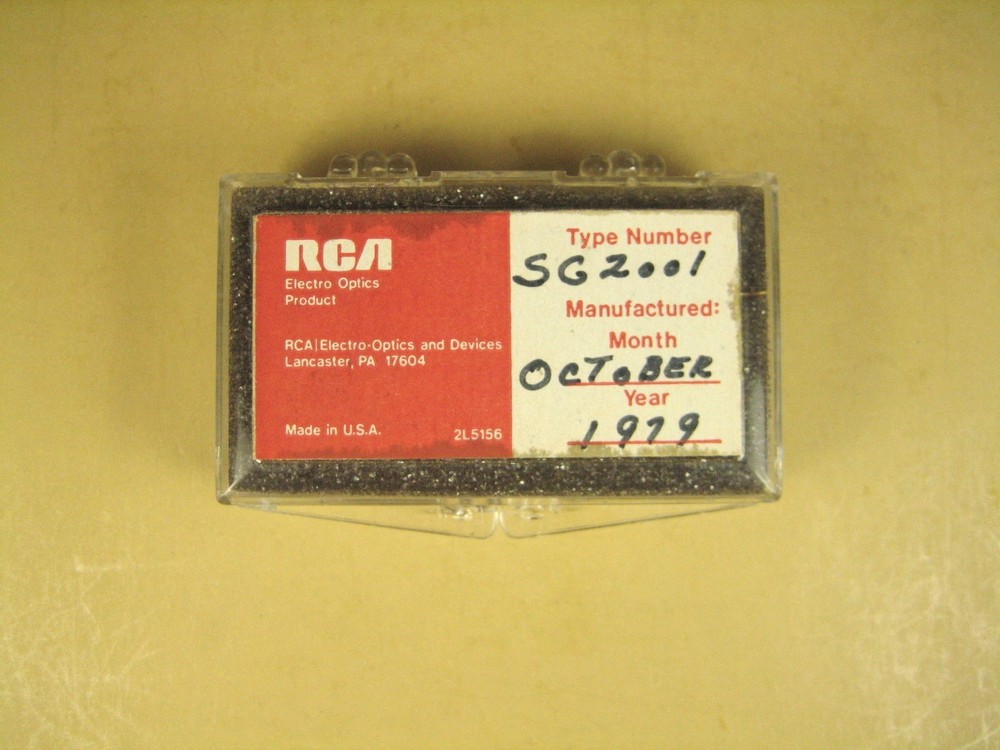 RCA
Electro Optics
Product
RCA|Electro-Optics and Devices
Lancaster, PA 17604
Made in U.S.A.
2L5156
Type Number
SG2001
Manufactured:
Month
OCTOBER
Year
1979